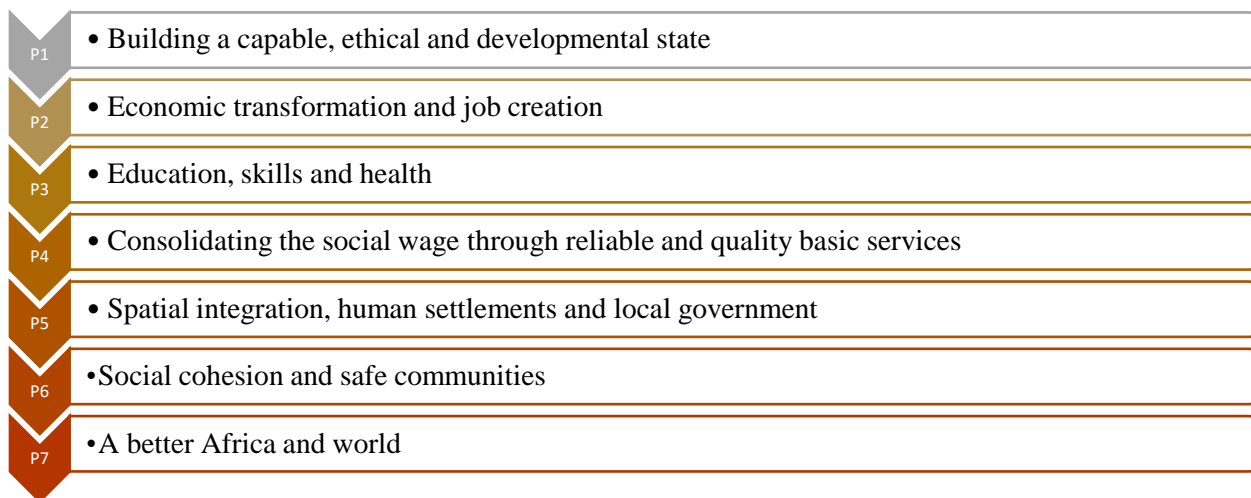 P1
• Building a capable, ethical and developmental state
P2
• Economic transformation and job creation
P3
• Education, skills and health
P4
• Consolidating the social wage through reliable and quality basic services
P5
• Spatial integration, human settlements and local government
P6
•Social cohesion and safe communities
P7
•A better Africa and world